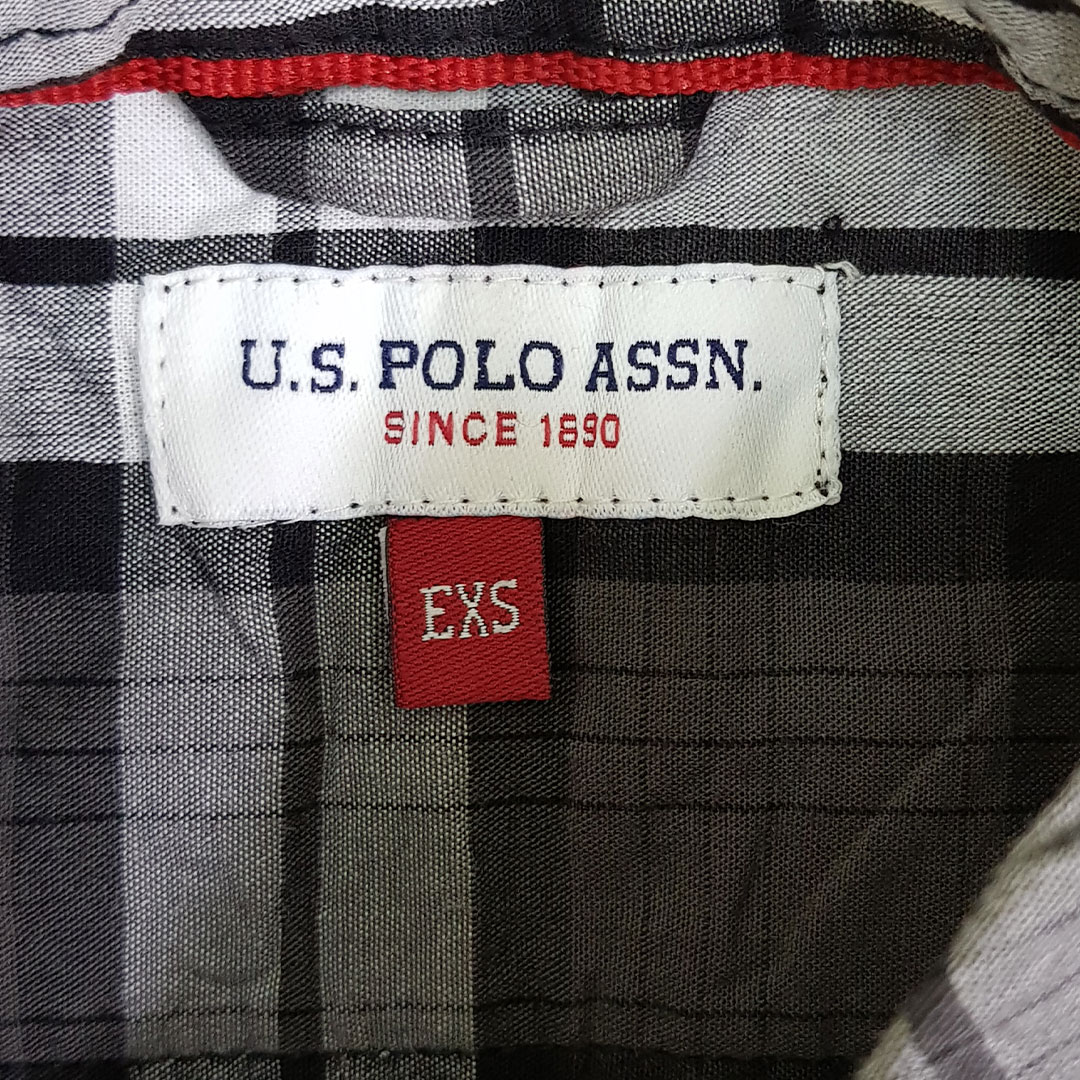 U.S. POLO ASSN.
SINCE 1890
EXS